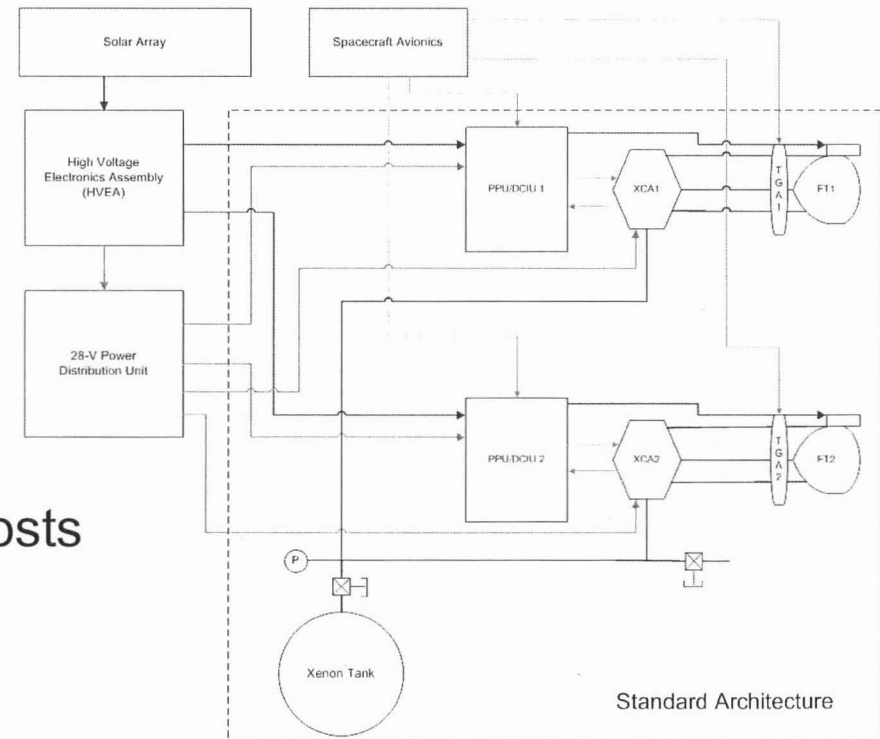 Solar Array
Spacecraft Avionics
High Voltage
Electronics Assembly
(HVEA)
PPU/DCIU 1
XCA1
T
G
A
1
FT1
28-V Power
Distribution Unit
PPU/DCIU 2
XCA2
T
G
A
2
FT2
osts
P
Xenon Tank
Standard Architecture